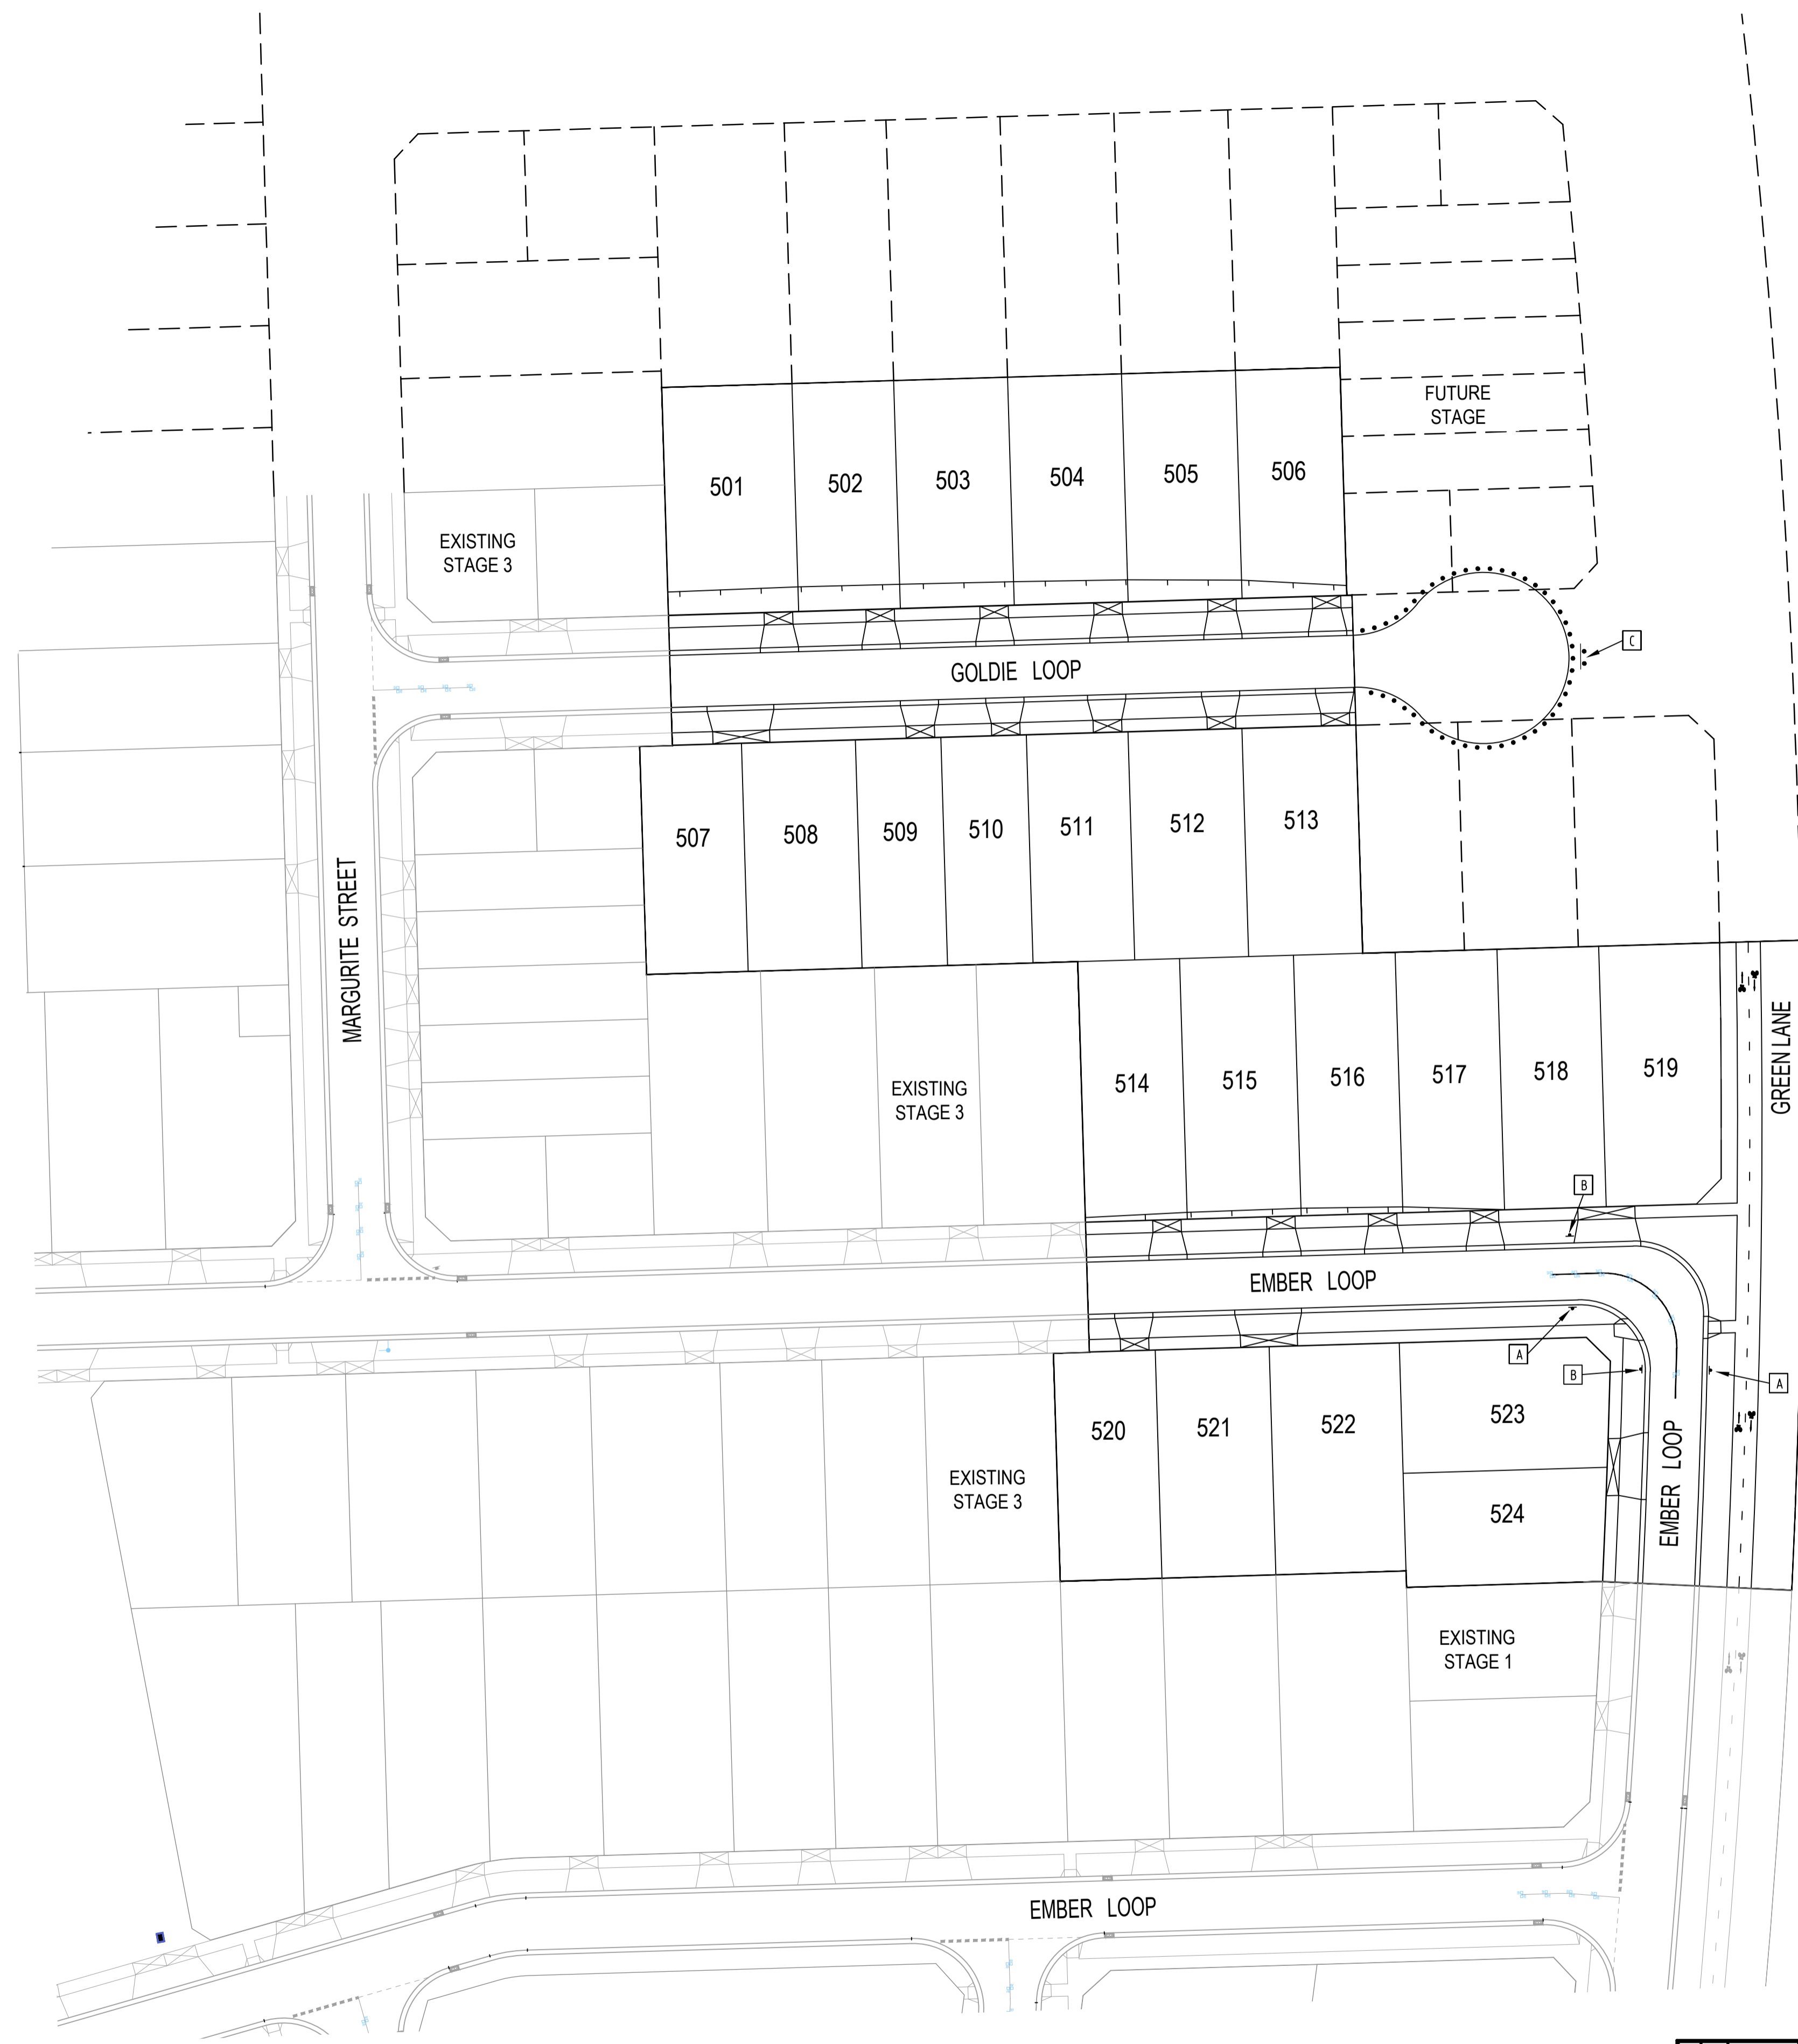 FUTURE
STAGE
501
502
503
504
505
506
EXISTING
STAGE 3
C
GOLDIE LOOP
507
508
509
510
511
512
513
MARGURITE STREET
GREEN LANE
EXISTING
STAGE 3
514
515
516
517
518
519
B
EMBER LOOP
A
B
A
520
521
522
523
EXISTING
STAGE 3
524
EMBER LOOP
EXISTING
STAGE 1
EMBER LOOP